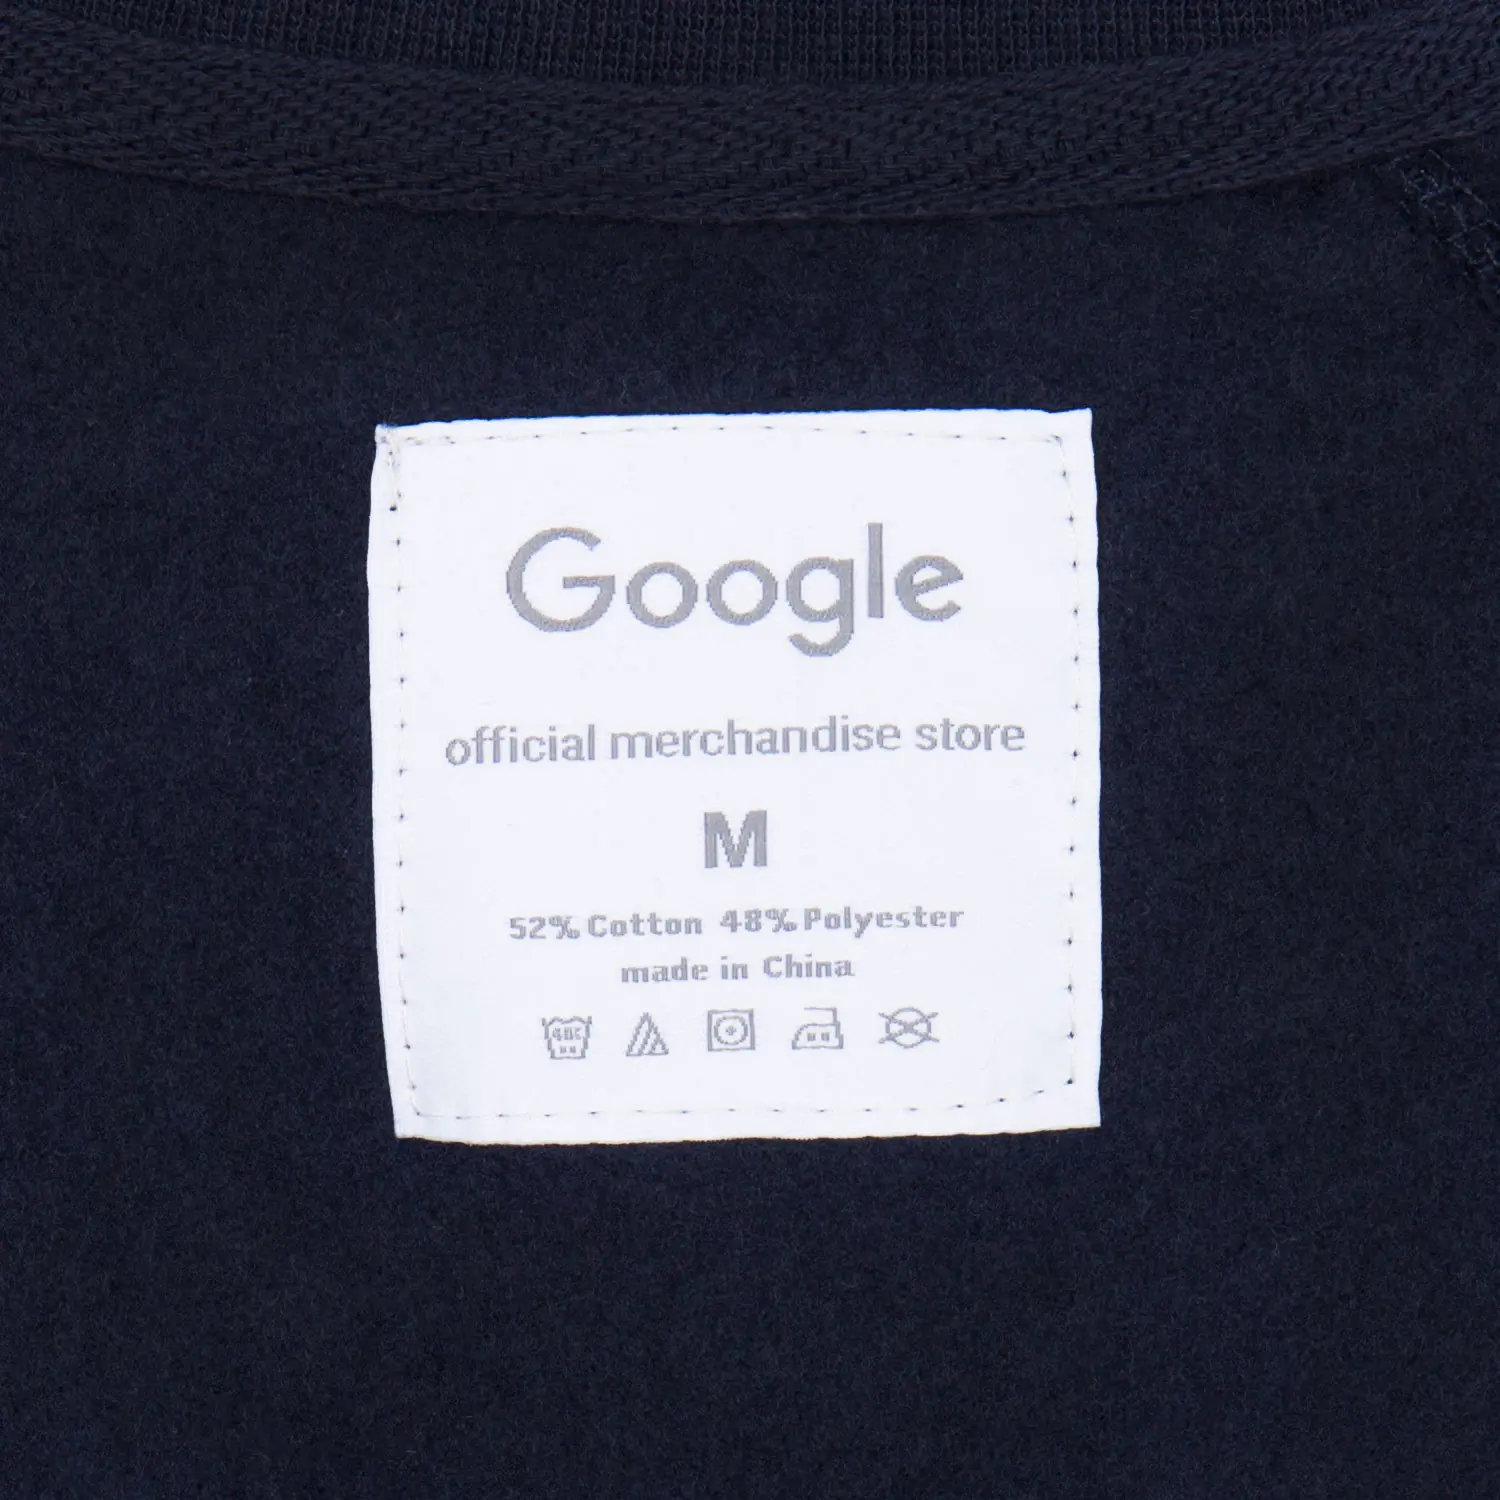 Google
official merchandise store
M
52% Cotton 48% Polyester
made in China